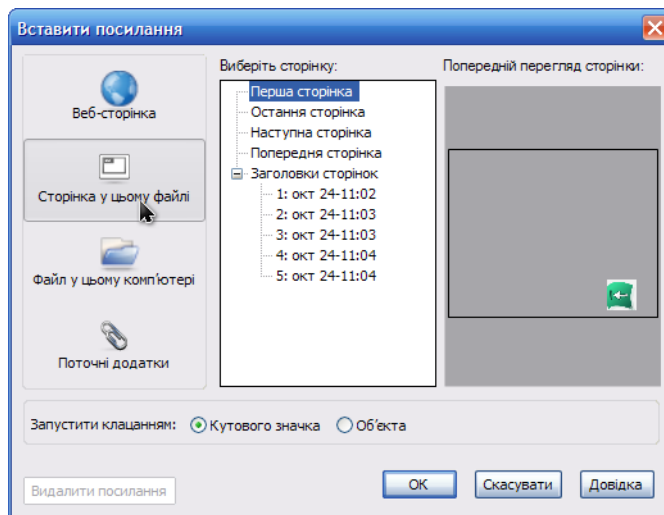 Вставити посилання
Веб-сторінка
Сторінка у цьому файлі
Файл у цьому комп'ютері
Поточні додатки
Виберіть сторінку:
Перша сторінка
Остання сторінка
Наступна сторінка
Попередня сторінка
Заголовки сторінок
1: окт 24-11:02
2: окт 24-11:03
3: окт 24-11:03
4: окт 24-11:04
5: окт 24-11:04
Попередній перегляд сторінки:
Запустити клацанням: Кутового значка Об'єкта
Видалити посилання ОК Скасувати Довідка